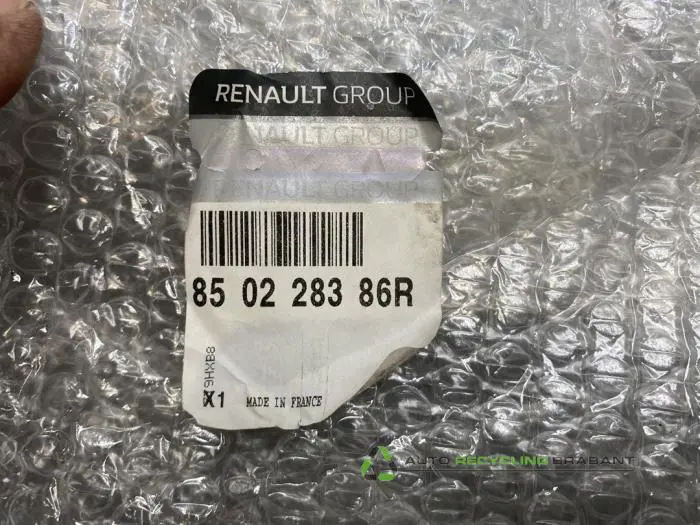 RENAULT GROUP
RENAULT GROUP
RENAULT GROUP
85 02 283 86R
9HXB8
X1 MADE IN FRANCE
AUTO RECYCLING BRABANT